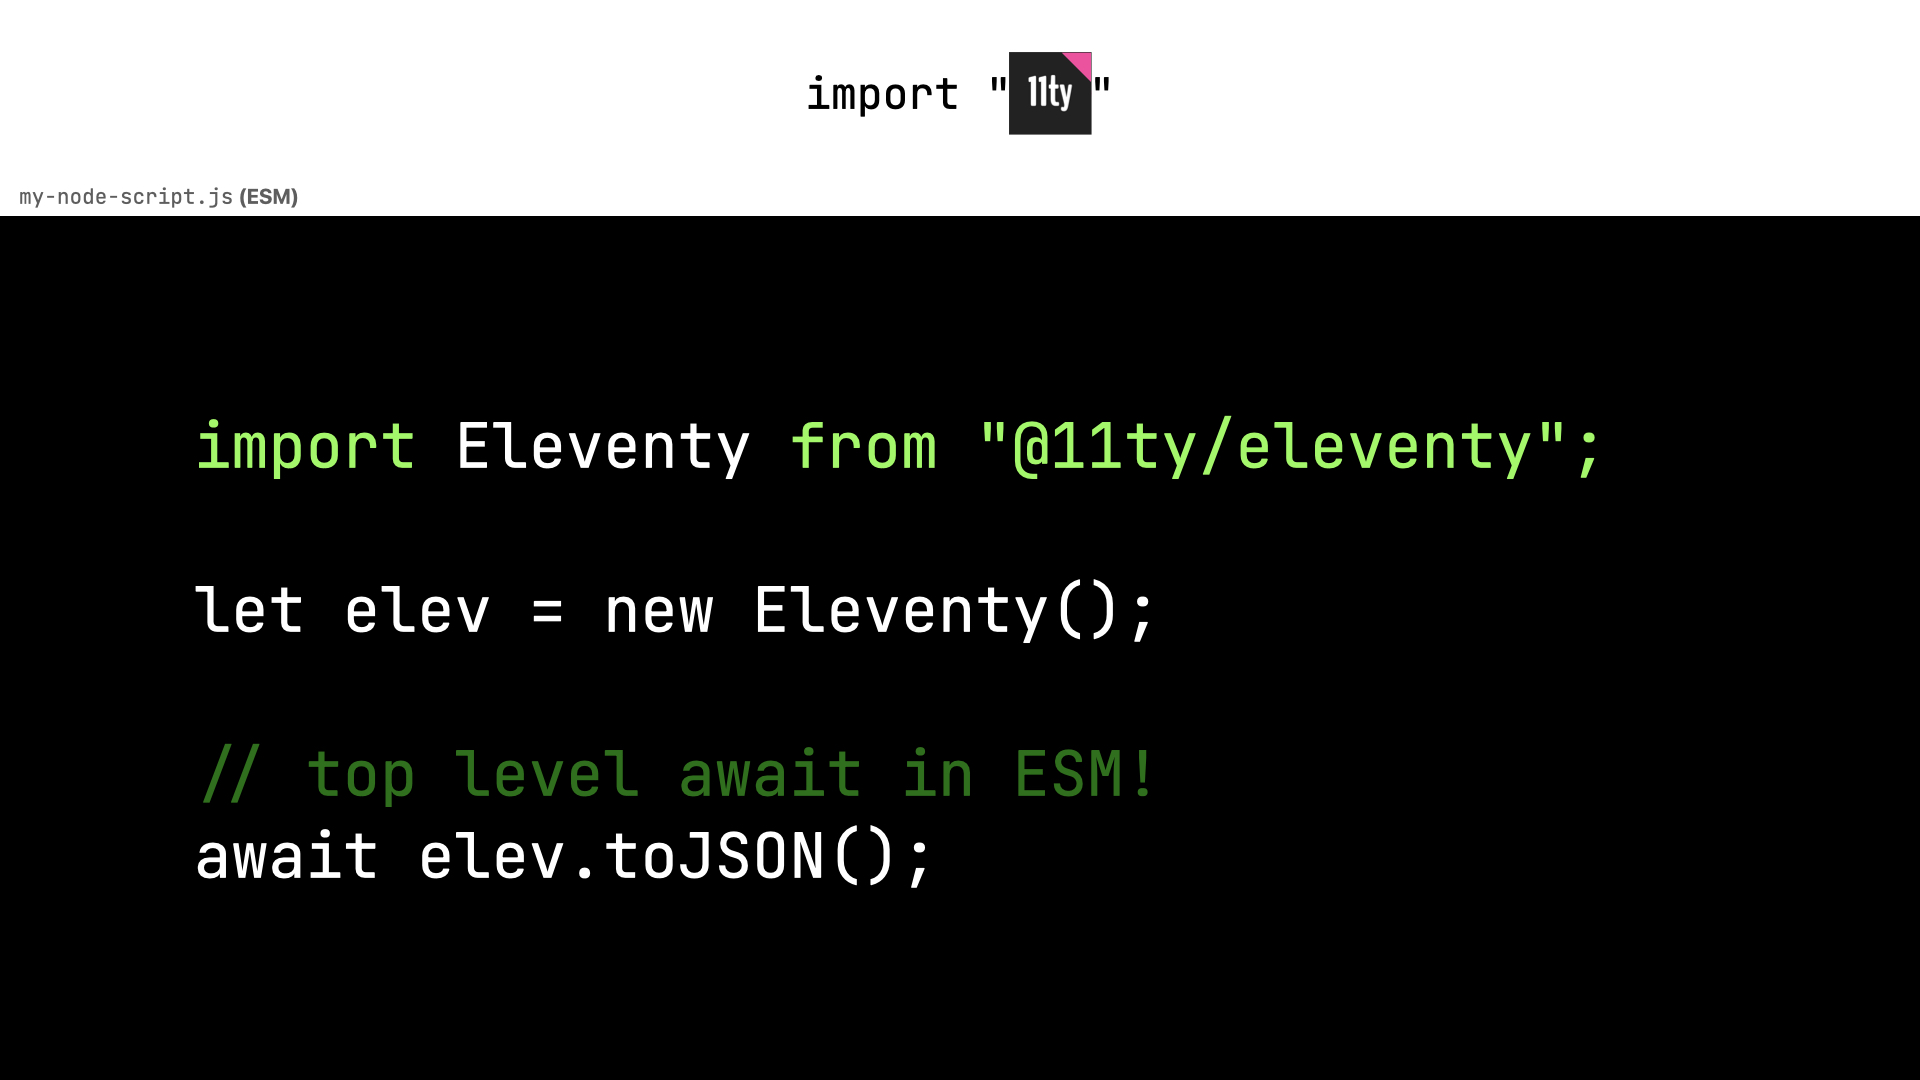 import "11ty"
my-node-script.js (ESM)
import Eleventy from "@11ty/eleventy";
let elev = new Eleventy();
// top level await in ESM!
await elev.toJSON();